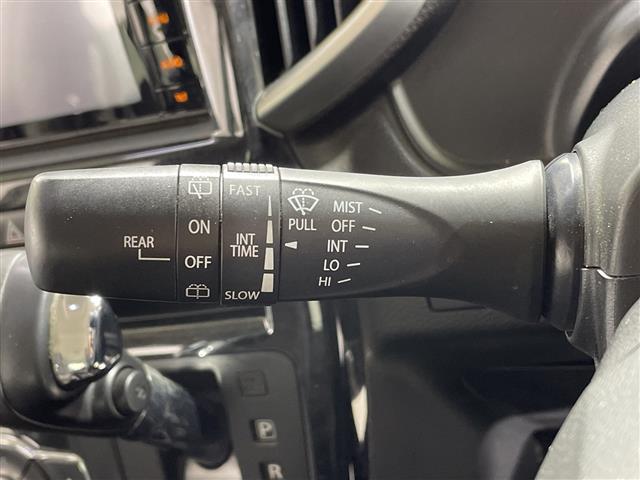 REAR
ON
OFF
FAST
INT
TIME
SLOW
PULL
MIST
OFF
INT
LO
HI
P
R